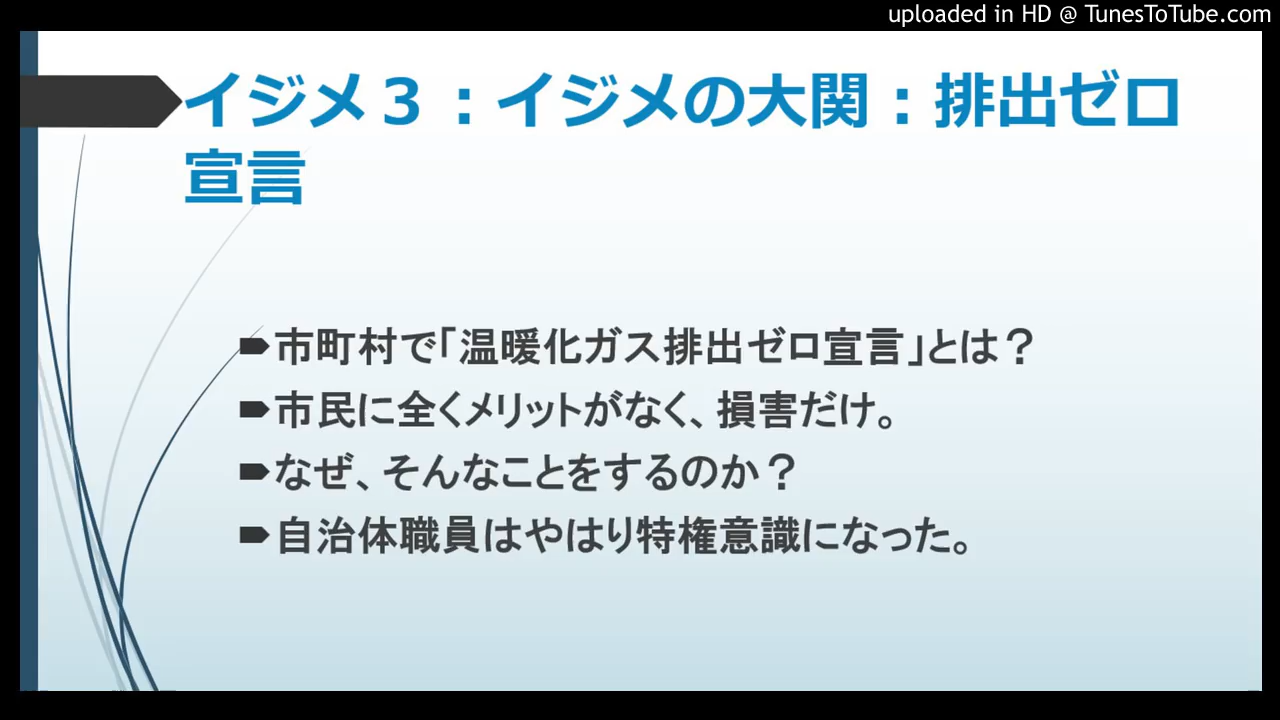 uploaded in HD @ TunesToTube.com
イジメ３：イジメの大関：排出ゼロ
宣言
市町村で「温暖化ガス排出ゼロ宣言」とは？
市民に全くメリットがなく、損害だけ。
なぜ、そんなことをするのか？
自治体職員はやはり特権意識になった。